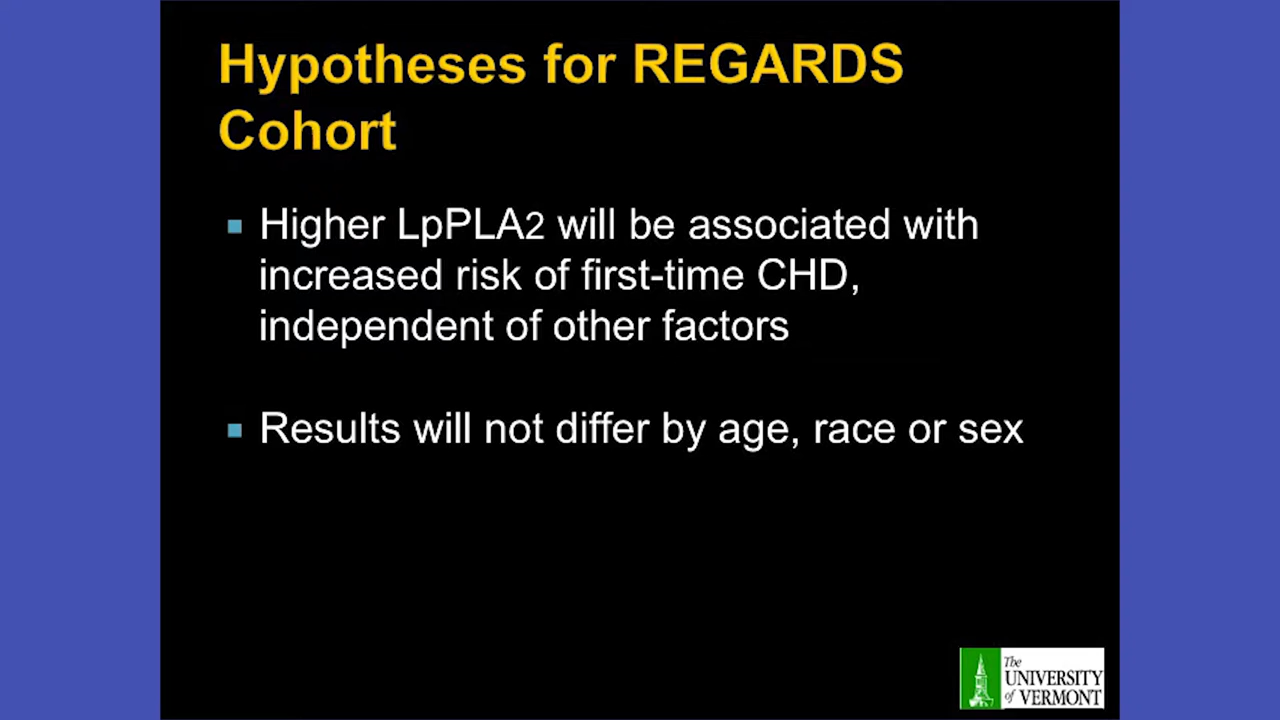 Hypotheses for REGARDS
Cohort
Higher LpPLA2 will be associated with
increased risk of first-time CHD,
independent of other factors
Results will not differ by age, race or sex
The
UNIVERSITY
of VERMONT